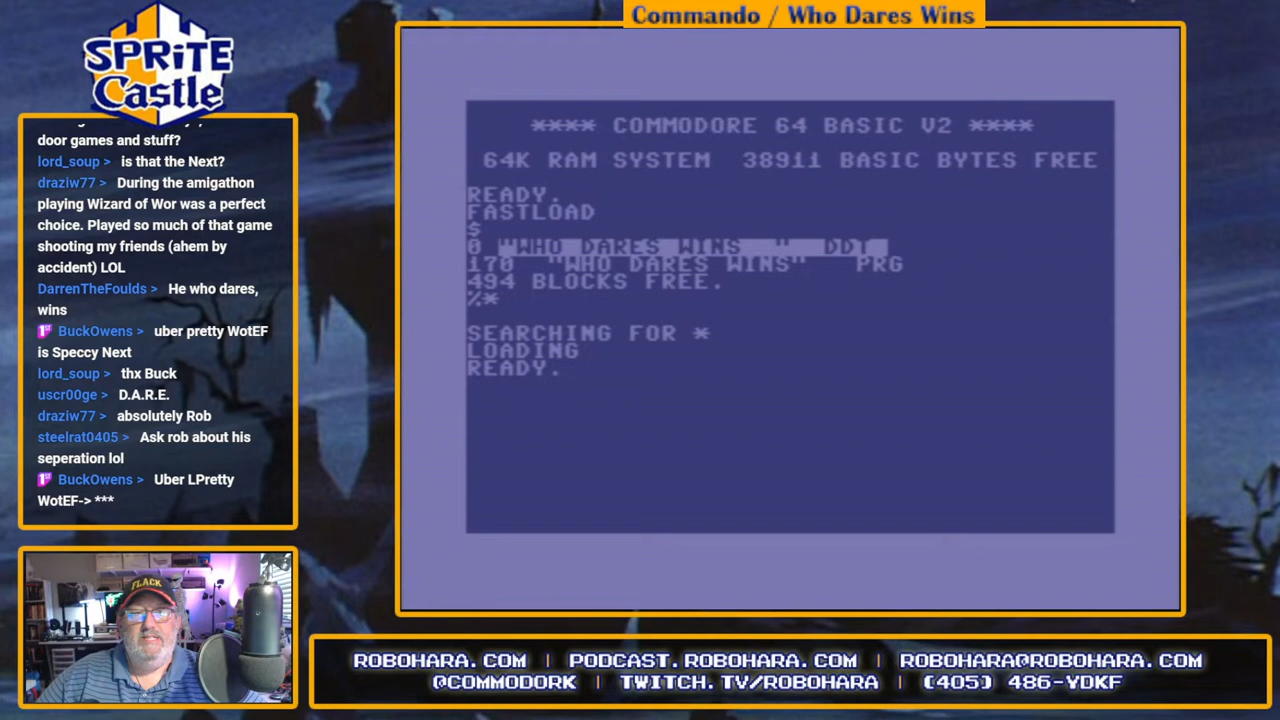 Commando / Who Dares Wins
SPRiTE
Castle
door games and stuff?
lord_soup > is that the Next?
draziw77 > During the amigathon
playing Wizard of Wor was a perfect
choice. Played so much of that game
shooting my friends (ahem by
accident) LOL
DarrenTheFoulds > He who dares,
wins
BuckOwens > uber pretty WotEF
is Speccy Next
lord_soup > thx Buck
uscr00ge > D.A.R.E.
draziw77 > absolutely Rob
steelrat0405 > Ask rob about his
seperation lol
BuckOwens > Uber LPretty
WotEF-> ***
**** COMMODORE 64 BASIC V2 ****
64K RAM SYSTEM 38911 BASIC BYTES FREE
READY.
FASTLOAD
$
0 "WHO DARES WINS " DDT
170 "WHO DARES WINS" PRG
494 BLOCKS FREE.
%*
SEARCHING FOR *
LOADING
READY.
FLACK
ROBOHARA.COM | PODCAST.ROBOHARA.COM | ROBOHARA@ROBOHARA.COM
@COMMODORK | TWITCH.TV/ROBOHARA | (405) 486-YDKF